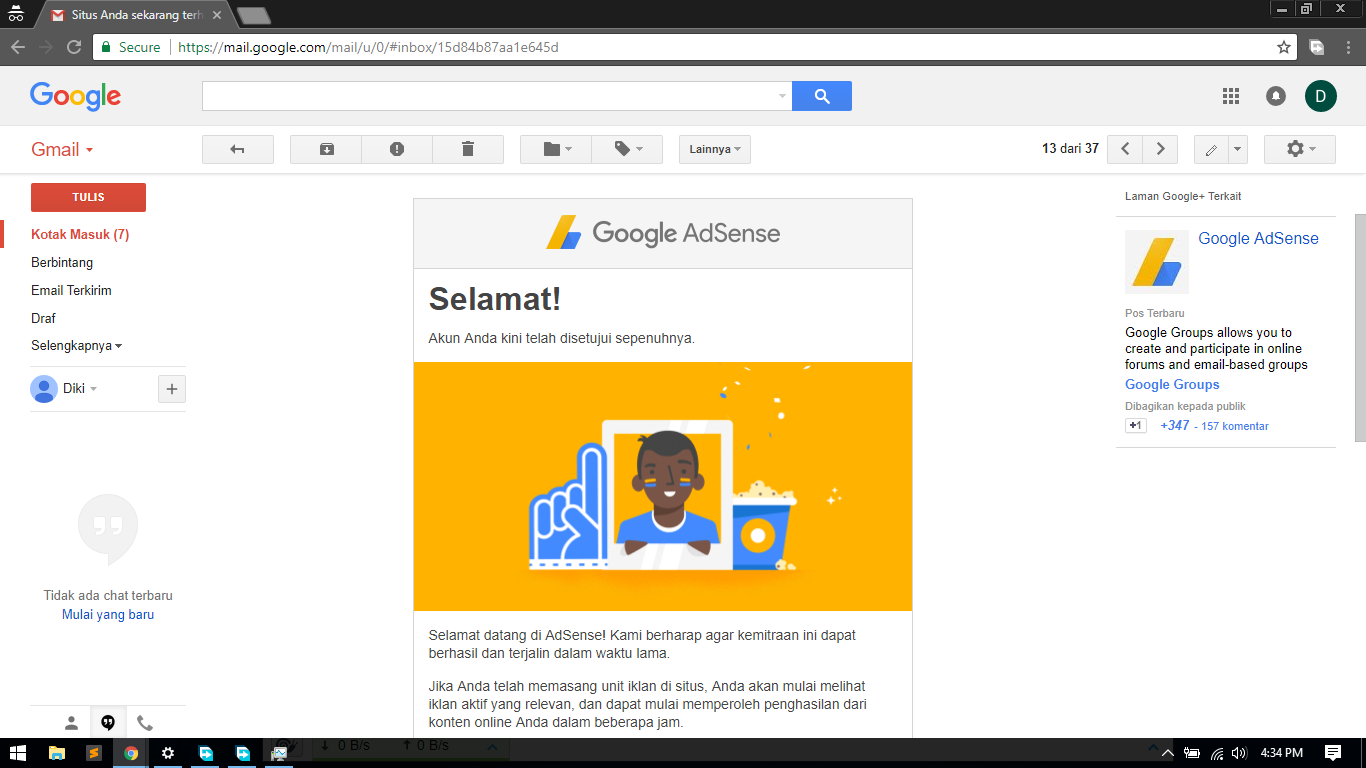 Situs Anda sekarang terh
Secure
https://mail.google.com/mail/u/0/#inbox/15d84b87aa1e645d
Google
D
Gmail
Lainnya
13 dari 37
TULIS
Kotak Masuk (7)
Berbintang
Email Terkirim
Draf
Selengkapnya
Diki
Tidak ada chat terbaru
Mulai yang baru
Google AdSense
Selamat!
Akun Anda kini telah disetujui sepenuhnya.
Selamat datang di AdSense! Kami berharap agar kemitraan ini dapat
berhasil dan terjalin dalam waktu lama.
Jika Anda telah memasang unit iklan di situs, Anda akan mulai melihat
iklan aktif yang relevan, dan dapat mulai memperoleh penghasilan dari
konten online Anda dalam beberapa jam.
Laman Google+ Terkait
Google AdSense
Pos Terbaru
Google Groups allows you to
create and participate in online
forums and email-based groups
Google Groups
Dibagikan kepada publik
+1 +347 - 157 komentar
0 B/s 0 B/s
4:34 PM